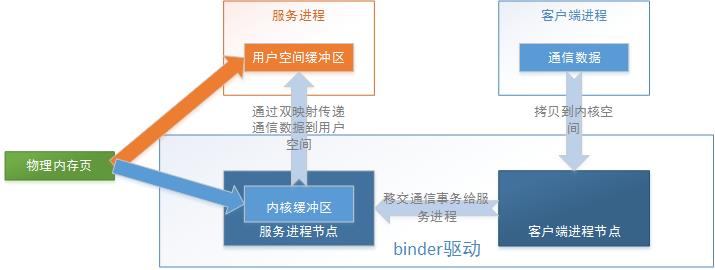 服务进程
客户端进程
用户空间缓冲区
通信数据
通过双映射传递
通信数据到用户
空间
拷贝到内核空
间
物理内存页
内核缓冲区
移交通信事务给服
务进程
服务进程节点
客户端进程节点
binder驱动